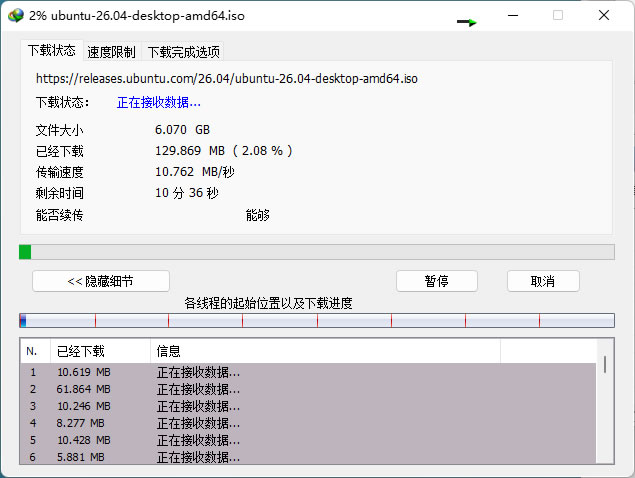 2% ubuntu-26.04-desktop-amd64.iso
下载状态 速度限制 下载完成选项
https://releases.ubuntu.com/26.04/ubuntu-26.04-desktop-amd64.iso
下载状态: 正在接收数据...
文件大小 6.070 GB
已经下载 129.869 MB ( 2.08 % )
传输速度 10.762 MB/秒
剩余时间 10 分 36 秒
能否续传 能够
<< 隐藏细节 暂停 取消
各线程的起始位置以及下载进度
N. 已经下载 信息
1 10.619 MB 正在接收数据...
2 61.864 MB 正在接收数据...
3 10.246 MB 正在接收数据...
4 8.277 MB 正在接收数据...
5 10.428 MB 正在接收数据...
6 5.881 MB 正在接收数据...